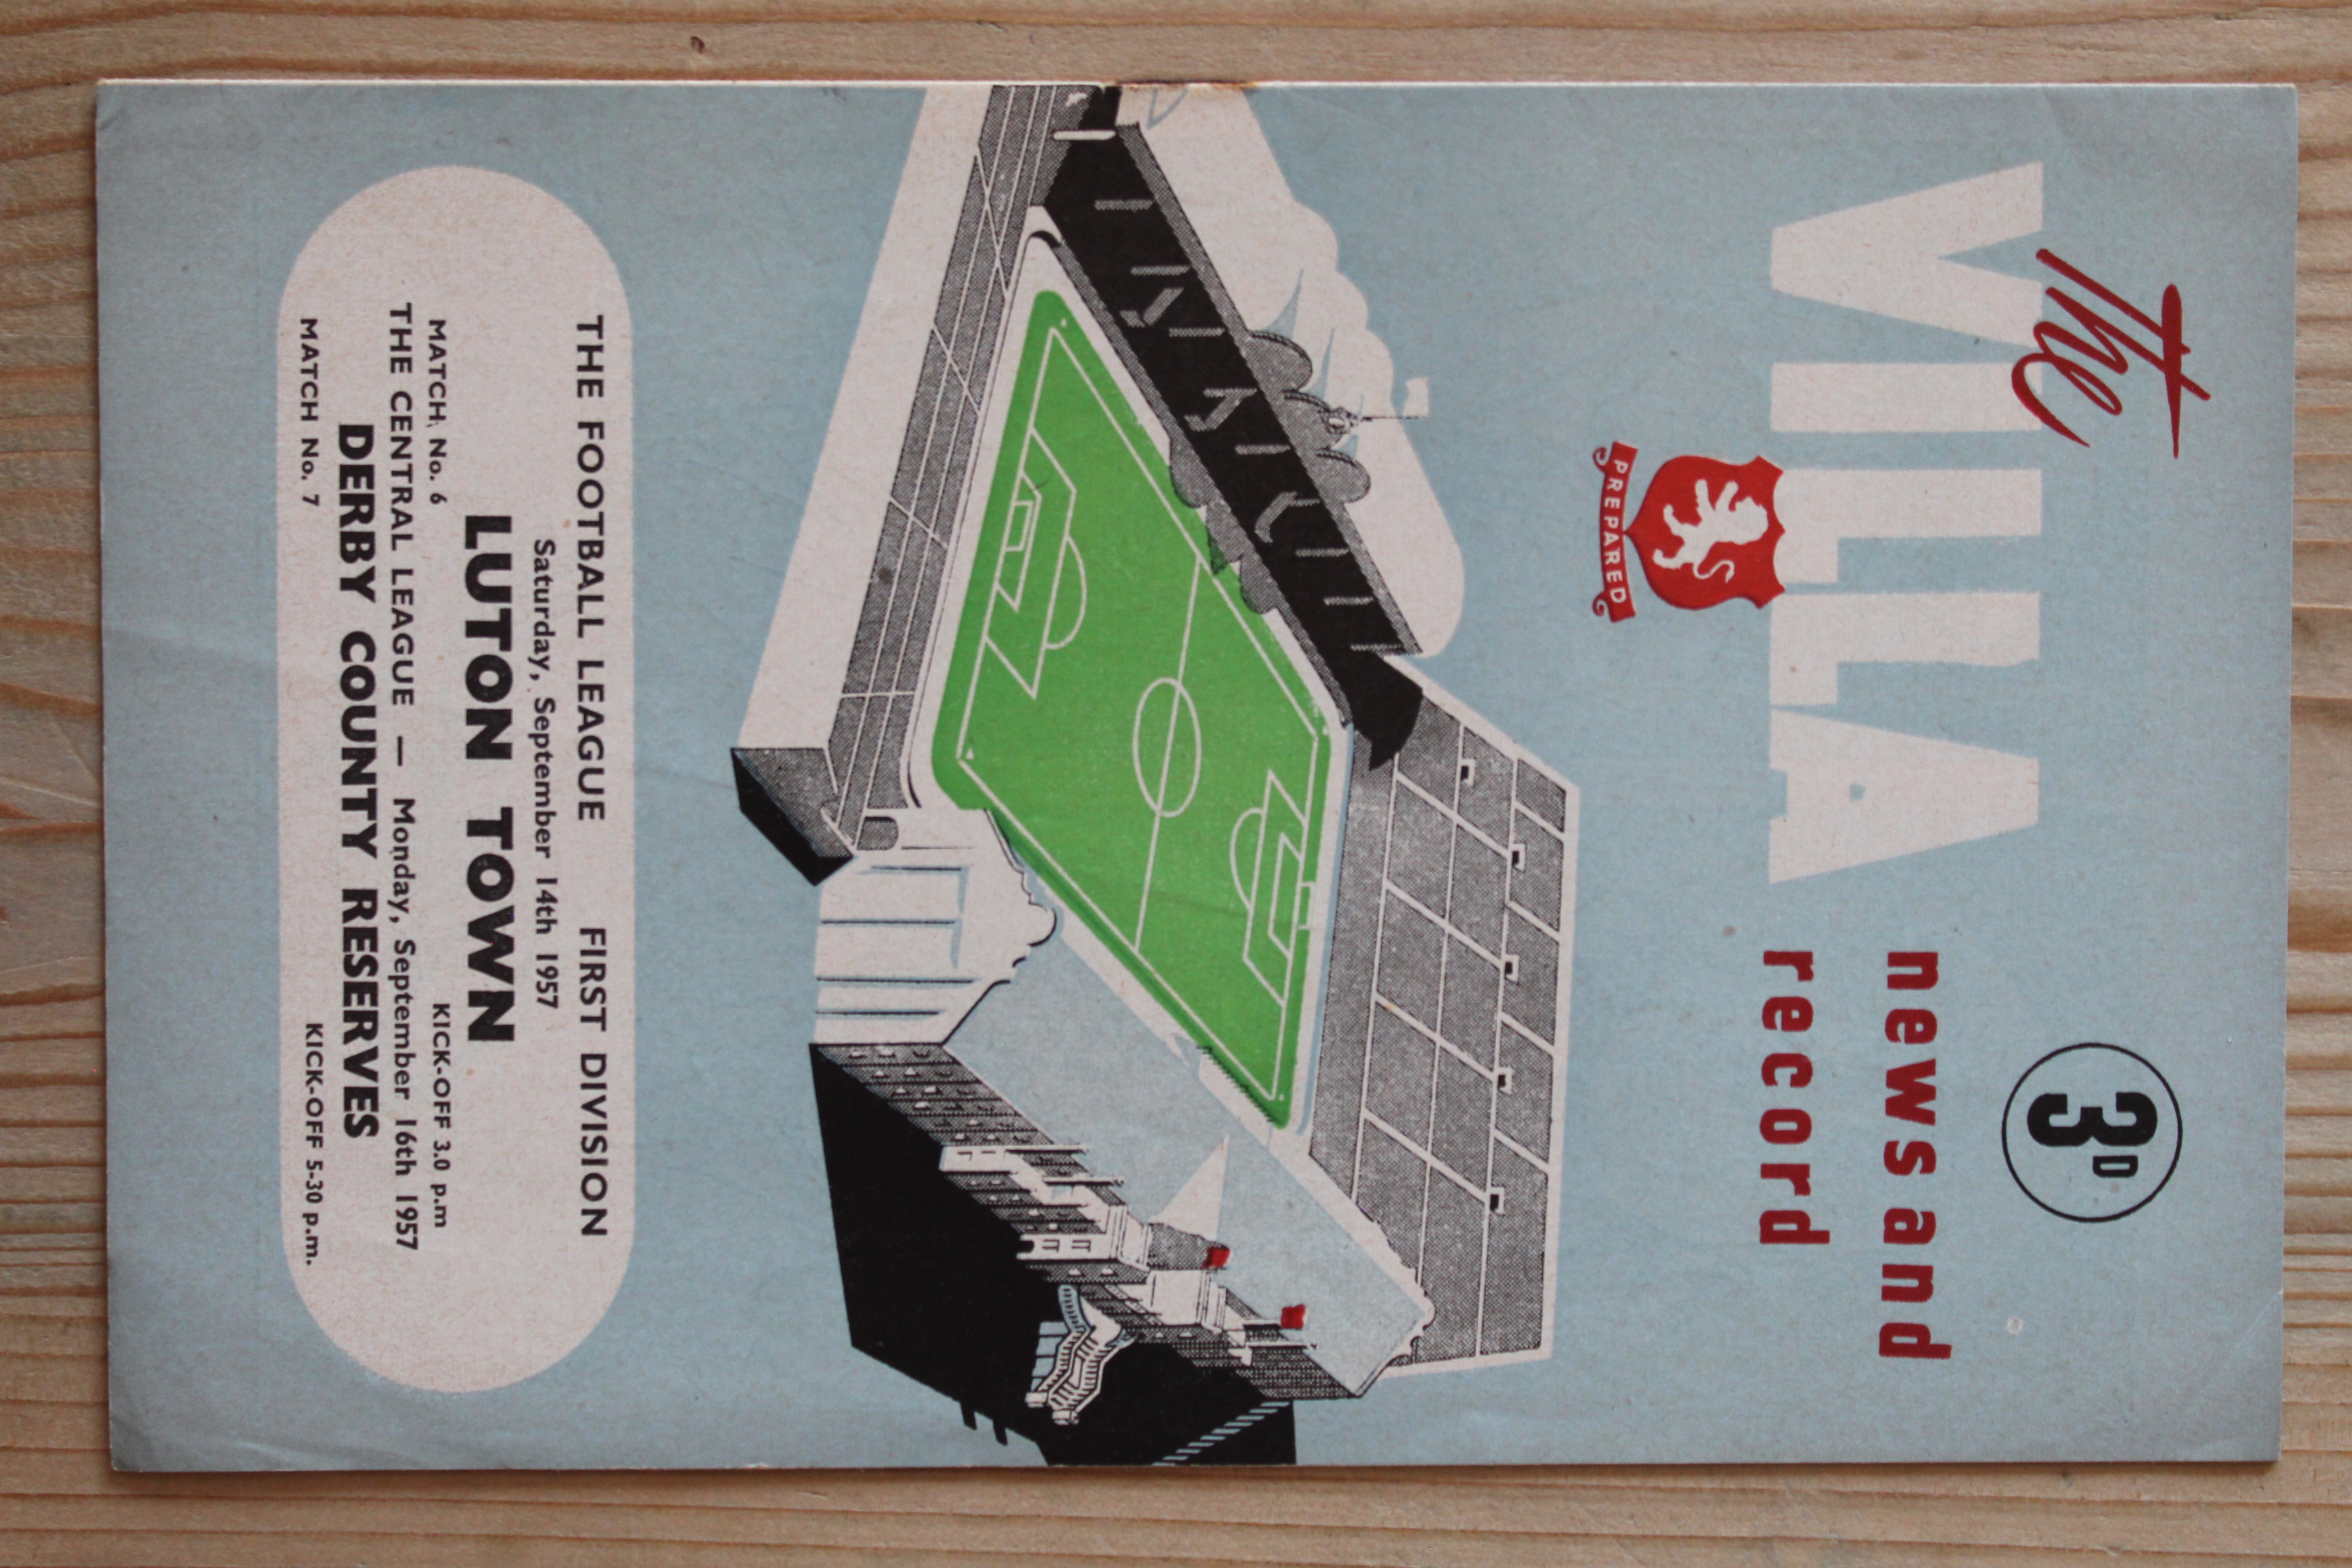 The
VILLA
3D
news and
record
PREPARED
THE FOOTBALL LEAGUE FIRST DIVISION
Saturday, September 14th 1957
LUTON TOWN
MATCH No. 6 KICK-OFF 3.0 p.m
THE CENTRAL LEAGUE — Monday, September 16th 1957
DERBY COUNTY RESERVES
MATCH No. 7 KICK-OFF 5-30 p.m.